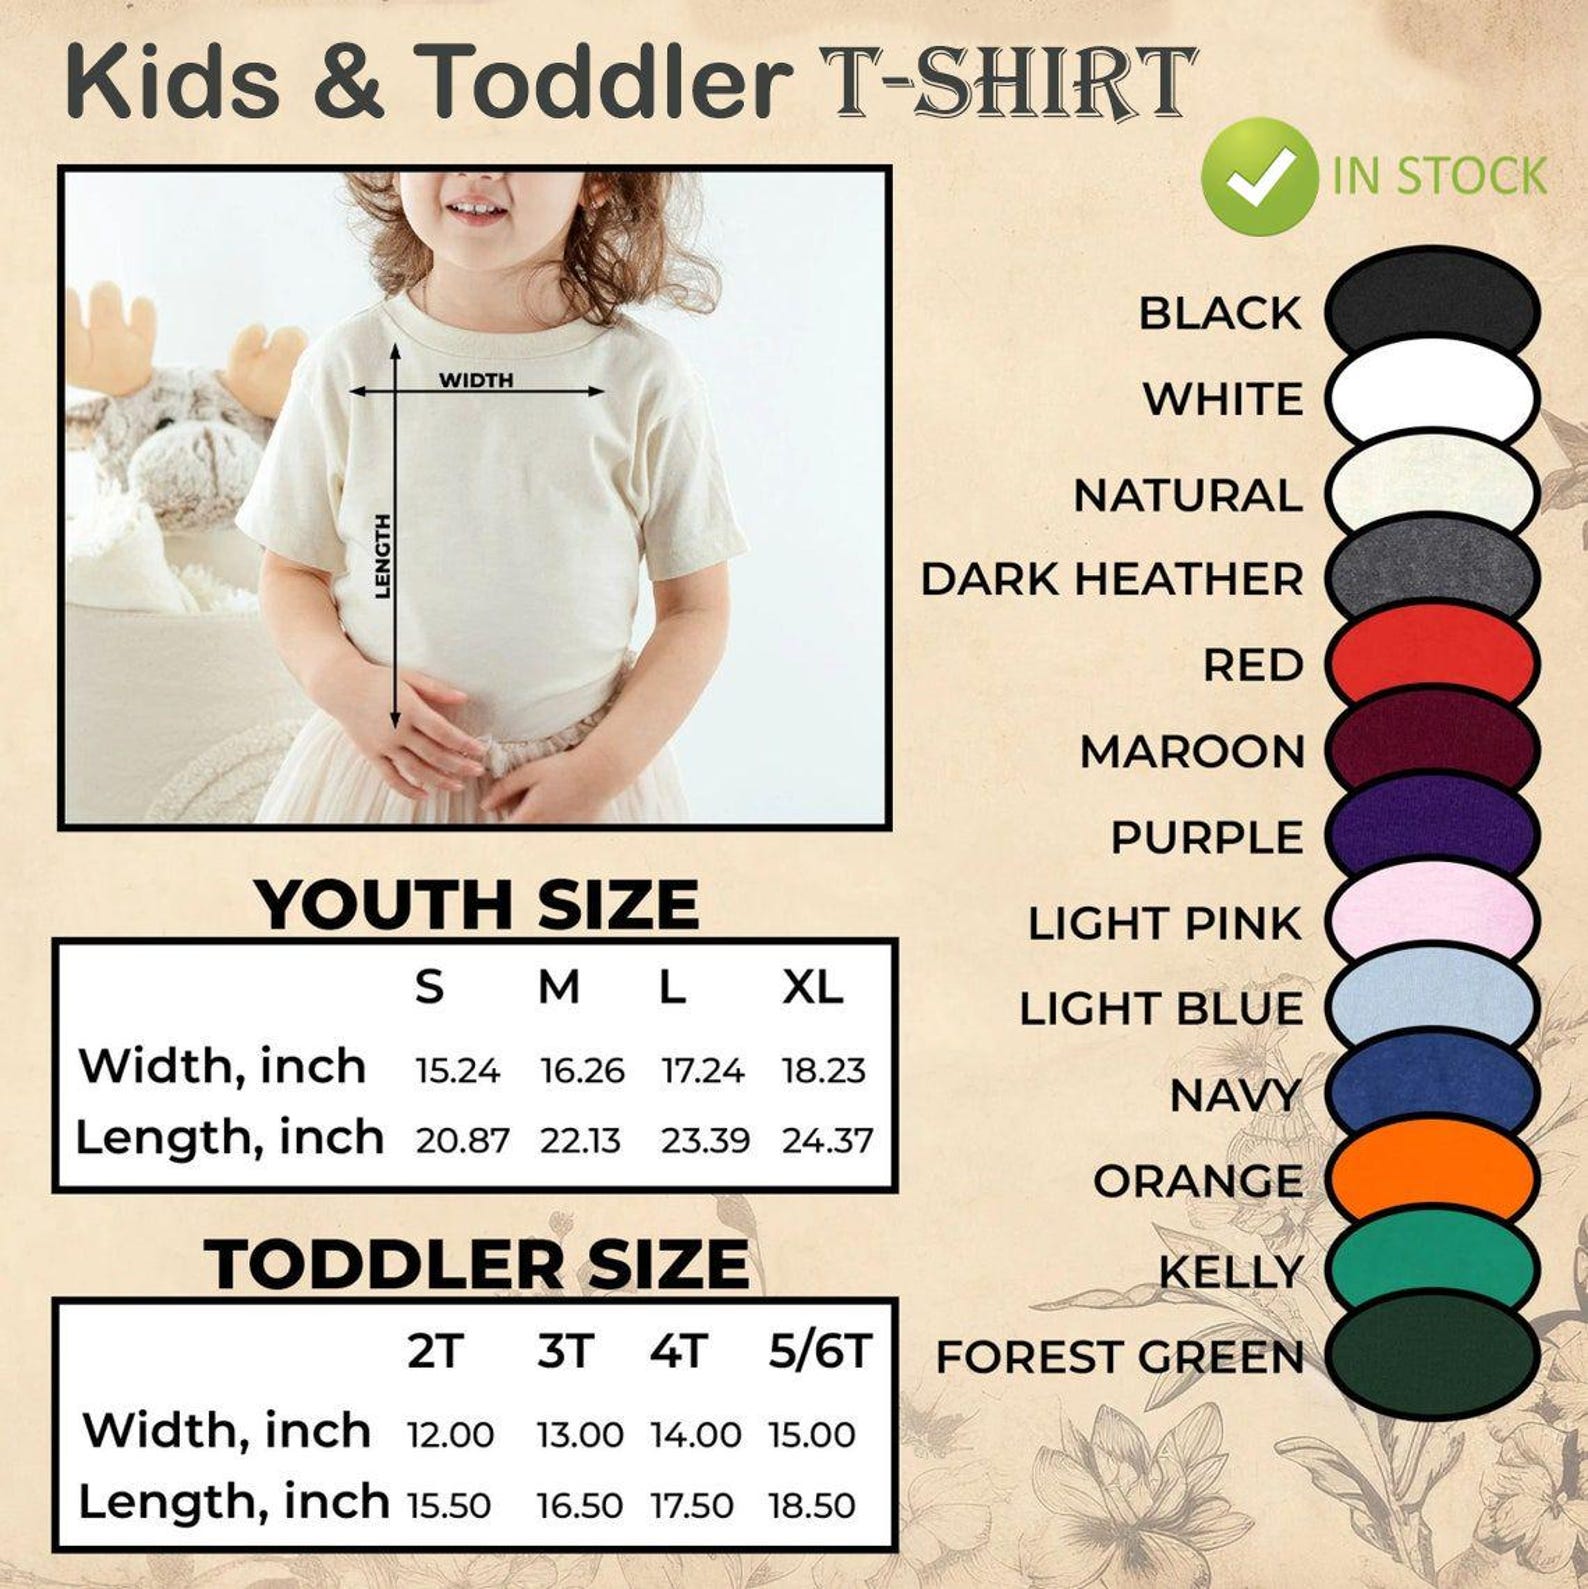 Kids & Toddler T-SHIRT
IN STOCK
WIDTH
LENGTH
BLACK
WHITE
NATURAL
DARK HEATHER
RED
MAROON
PURPLE
LIGHT PINK
LIGHT BLUE
NAVY
ORANGE
KELLY
FOREST GREEN
YOUTH SIZE
S M L XL
Width, inch 15.24 16.26 17.24 18.23
Length, inch 20.87 22.13 23.39 24.37
TODDLER SIZE
2T 3T 4T 5/6T
Width, inch 12.00 13.00 14.00 15.00
Length, inch 15.50 16.50 17.50 18.50